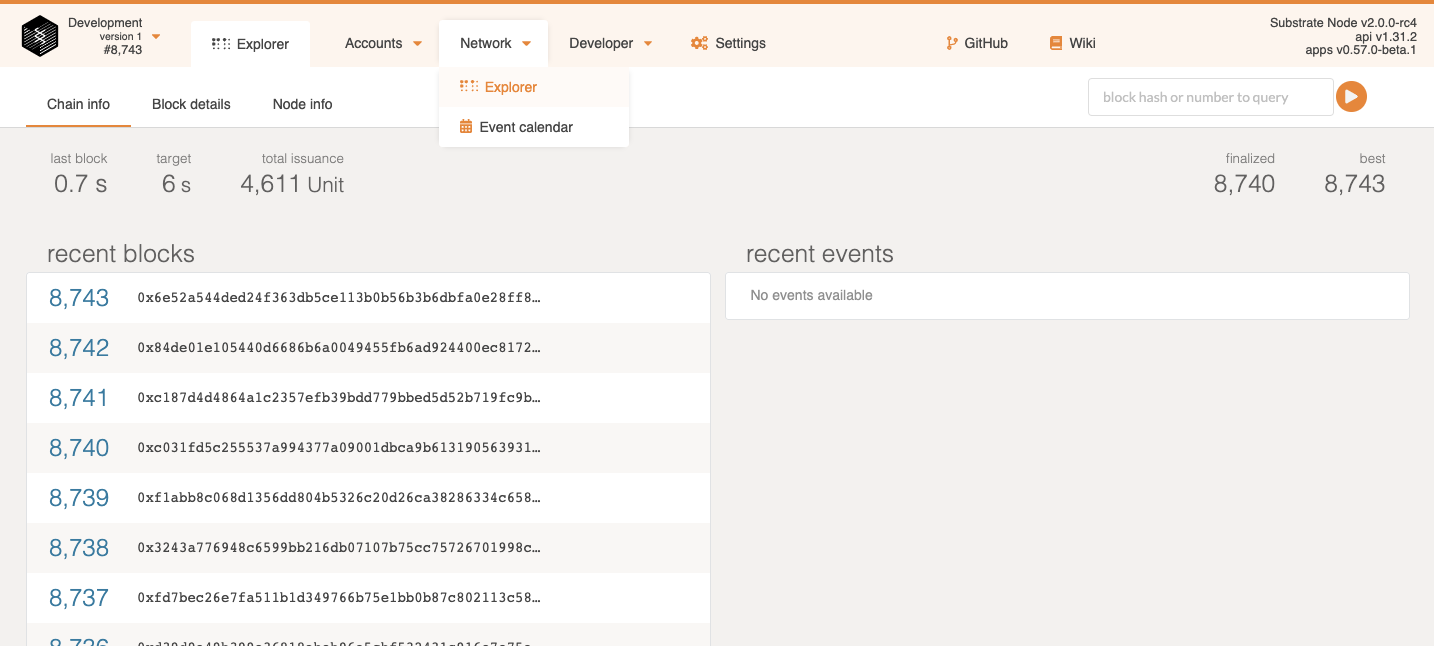 Development
version 1
#8,743
Explorer
Accounts
Network
Developer
Settings
GitHub
Wiki
Substrate Node v2.0.0-rc4
api v1.31.2
apps v0.57.0-beta.1
Explorer
Event calendar
Chain info
Block details
Node info
block hash or number to query
last block
0.7 s
target
6 s
total issuance
4,611 Unit
finalized
8,740
best
8,743
recent blocks
8,743 0x6e52a544ded24f363db5ce113b0b56b3b6dbfa0e28ff8…
8,742 0x84de01e105440d6686b6a0049455fb6ad924400ec8172…
8,741 0xc187d4d4864a1c2357efb39bdd779bbed5d52b719fc9b…
8,740 0xc031fd5c255537a994377a09001dbca9b613190563931…
8,739 0xf1abb8c068d1356dd804b5326c20d26ca38286334c658…
8,738 0x3243a776948c6599bb216db07107b75cc75726701998c…
8,737 0xfd7bec26e7fa511b1d349766b75e1bb0b87c802113c58…
recent events
No events available